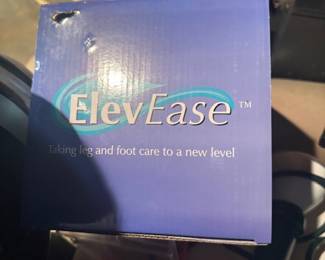 ElevEase™
Taking leg and foot care to a new level